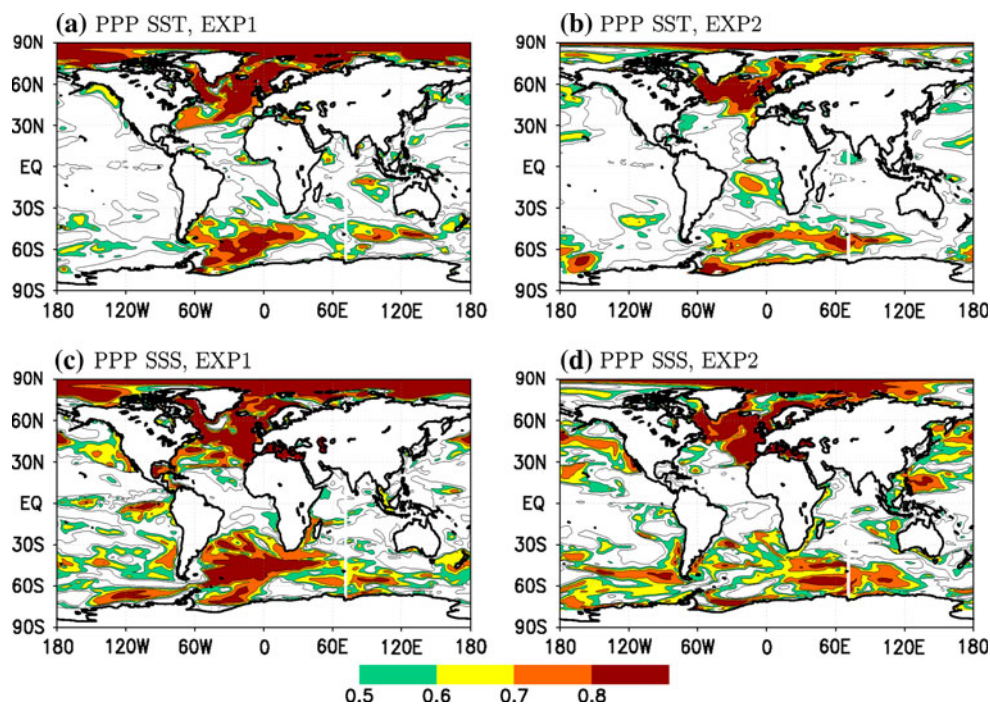 (a) PPP SST, EXP1
90N
60N
30N
EQ
30S
60S
90S
180 120W 60W 0 60E 120E 180
(b) PPP SST, EXP2
90N
60N
30N
EQ
30S
60S
90S
180 120W 60W 0 60E 120E 180
(c) PPP SSS, EXP1
90N
60N
30N
EQ
30S
60S
90S
180 120W 60W 0 60E 120E 180
(d) PPP SSS, EXP2
90N
60N
30N
EQ
30S
60S
90S
180 120W 60W 0 60E 120E 180
0.5 0.6 0.7 0.8